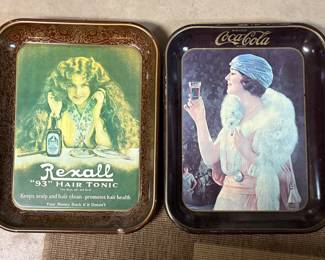 Rexall
"93" HAIR TONIC
Keeps scalp and hair clean - promotes hair health
Your Money Back if it Doesn't
Coca-Cola